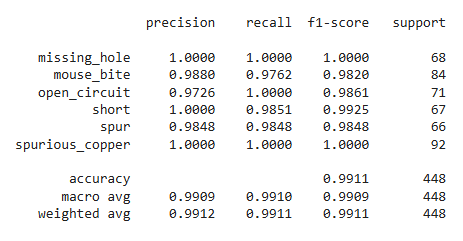 precision recall f1-score support
missing_hole 1.0000 1.0000 1.0000 68
mouse_bite 0.9880 0.9762 0.9820 84
open_circuit 0.9726 1.0000 0.9861 71
short 1.0000 0.9851 0.9925 67
spur 0.9848 0.9848 0.9848 66
spurious_copper 1.0000 1.0000 1.0000 92
accuracy 0.9911 448
macro avg 0.9909 0.9910 0.9909 448
weighted avg 0.9912 0.9911 0.9911 448